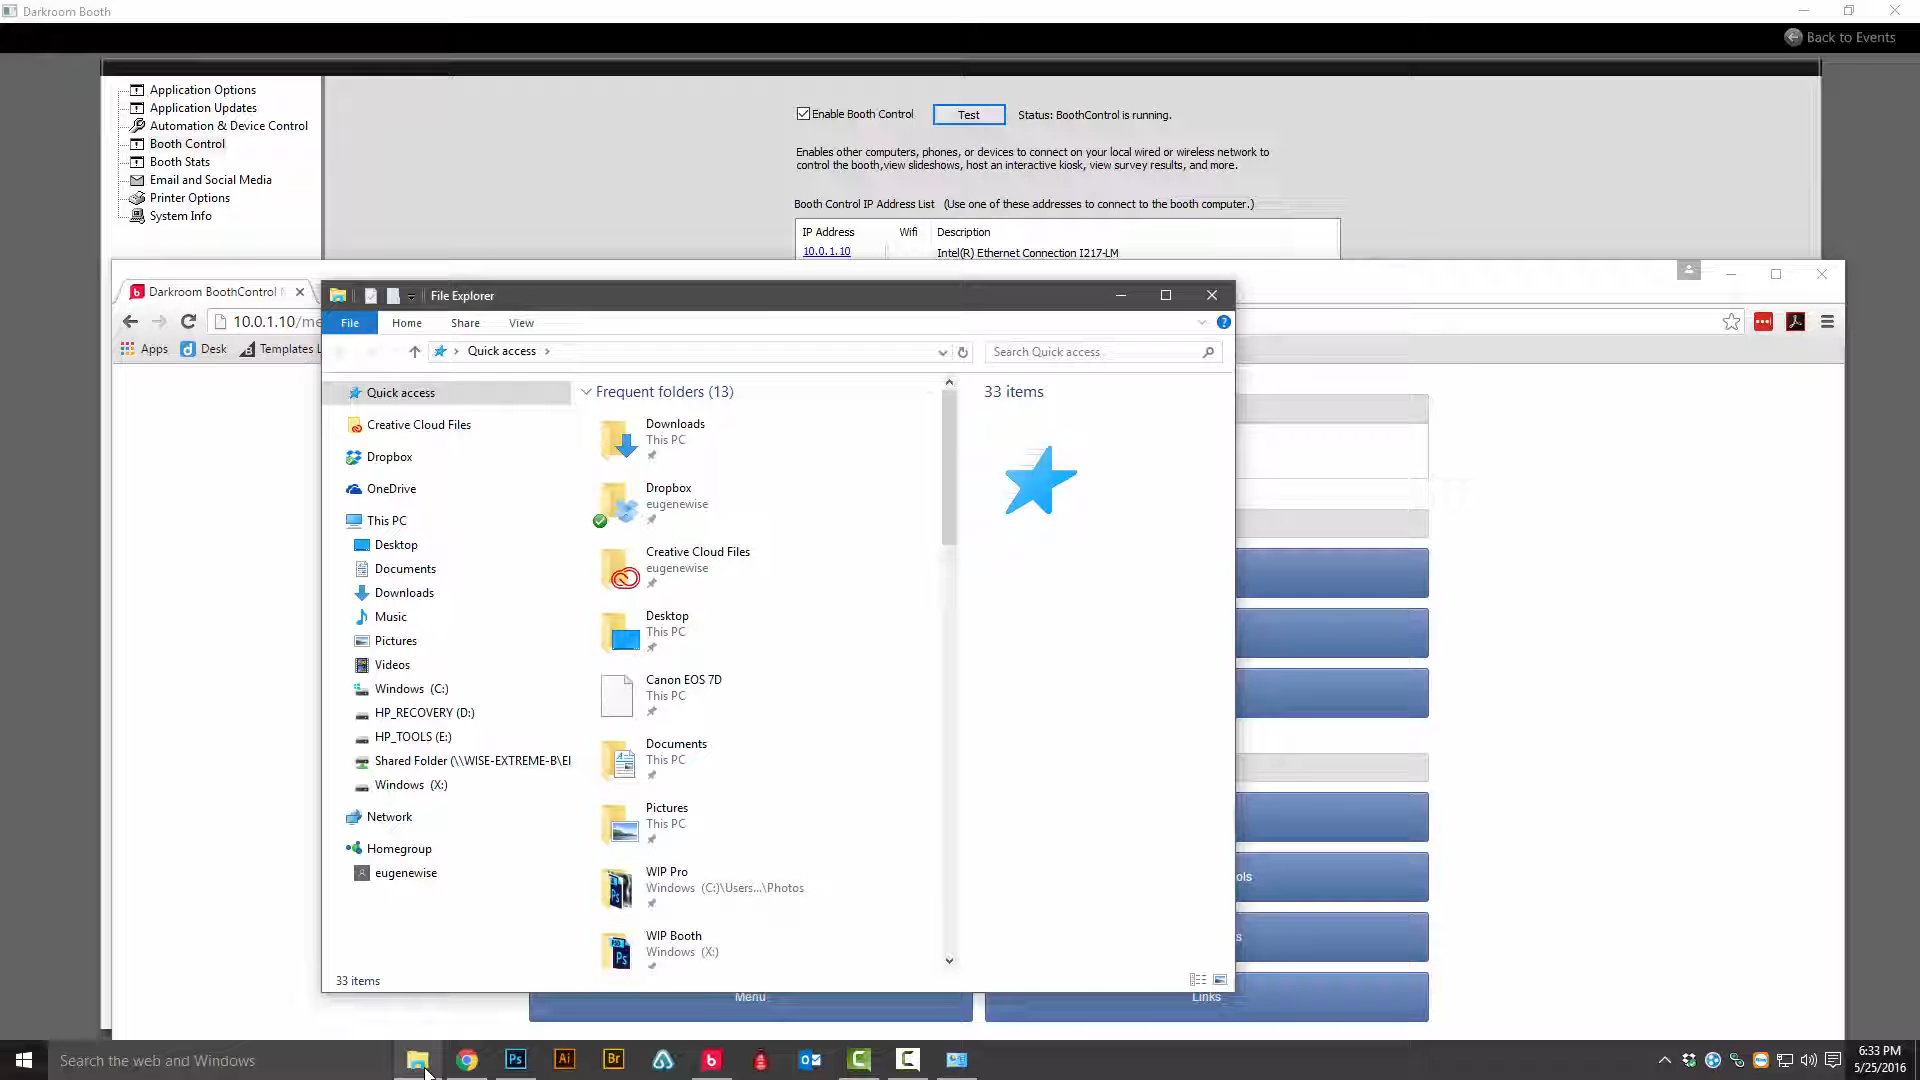 Darkroom Booth
Back to Events
Application Options
Application Updates
Automation & Device Control
Booth Control
Booth Stats
Email and Social Media
Printer Options
System Info
Enable Booth Control
Test
Status: BoothControl is running.
Enables other computers, phones, or devices to connect on your local wired or wireless network to
control the booth,view slideshows, host an interactive kiosk, view survey results, and more.
Booth Control IP Address List (Use one of these addresses to connect to the booth computer.)
IP Address Wifi Description
10.0.1.10 Intel(R) Ethernet Connection I217-LM
Darkroom BoothControl
10.0.1.10/me
Apps Desk Templates L
File Explorer
File Home Share View
Quick access
Search Quick access
Quick access
Creative Cloud Files
Dropbox
OneDrive
This PC
Desktop
Documents
Downloads
Music
Pictures
Videos
Windows (C:)
HP_RECOVERY (D:)
HP_TOOLS (E:)
Shared Folder (\\WISE-EXTREME-B\El
Windows (X:)
Network
Homegroup
eugenewise
Frequent folders (13)
Downloads
This PC
Dropbox
eugenewise
Creative Cloud Files
eugenewise
Desktop
This PC
Canon EOS 7D
This PC
Documents
This PC
Pictures
This PC
WIP Pro
Windows (C:)\Users...\Photos
WIP Booth
Windows (X:)
33 items
33 items
ols
s
Menu
Links
Search the web and Windows
Ps
Ai
Br
6:33 PM
5/25/2016